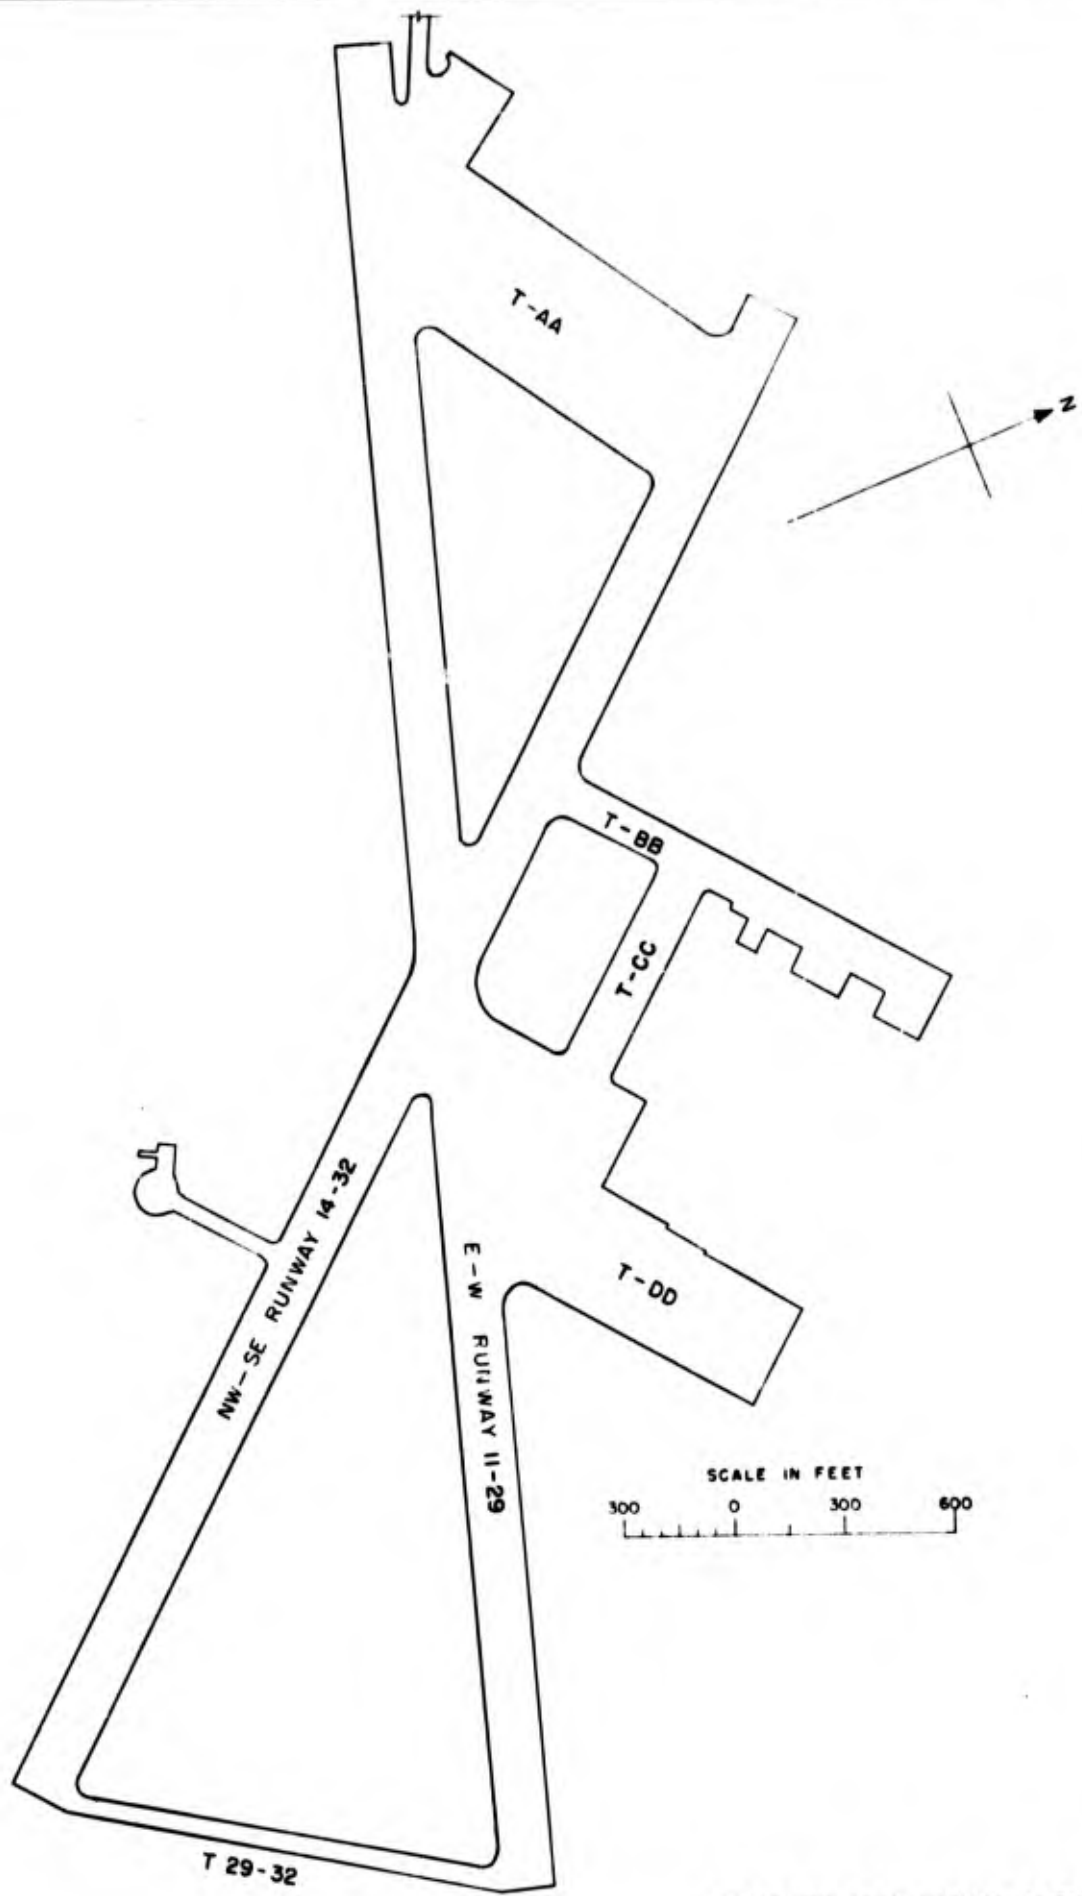 T-AA
N
T-BB
T-CC
NW-SE RUNWAY 14-32
E-W RUNWAY 11-29
T-DD
SCALE IN FEET
300 0 300 600
T 29-32